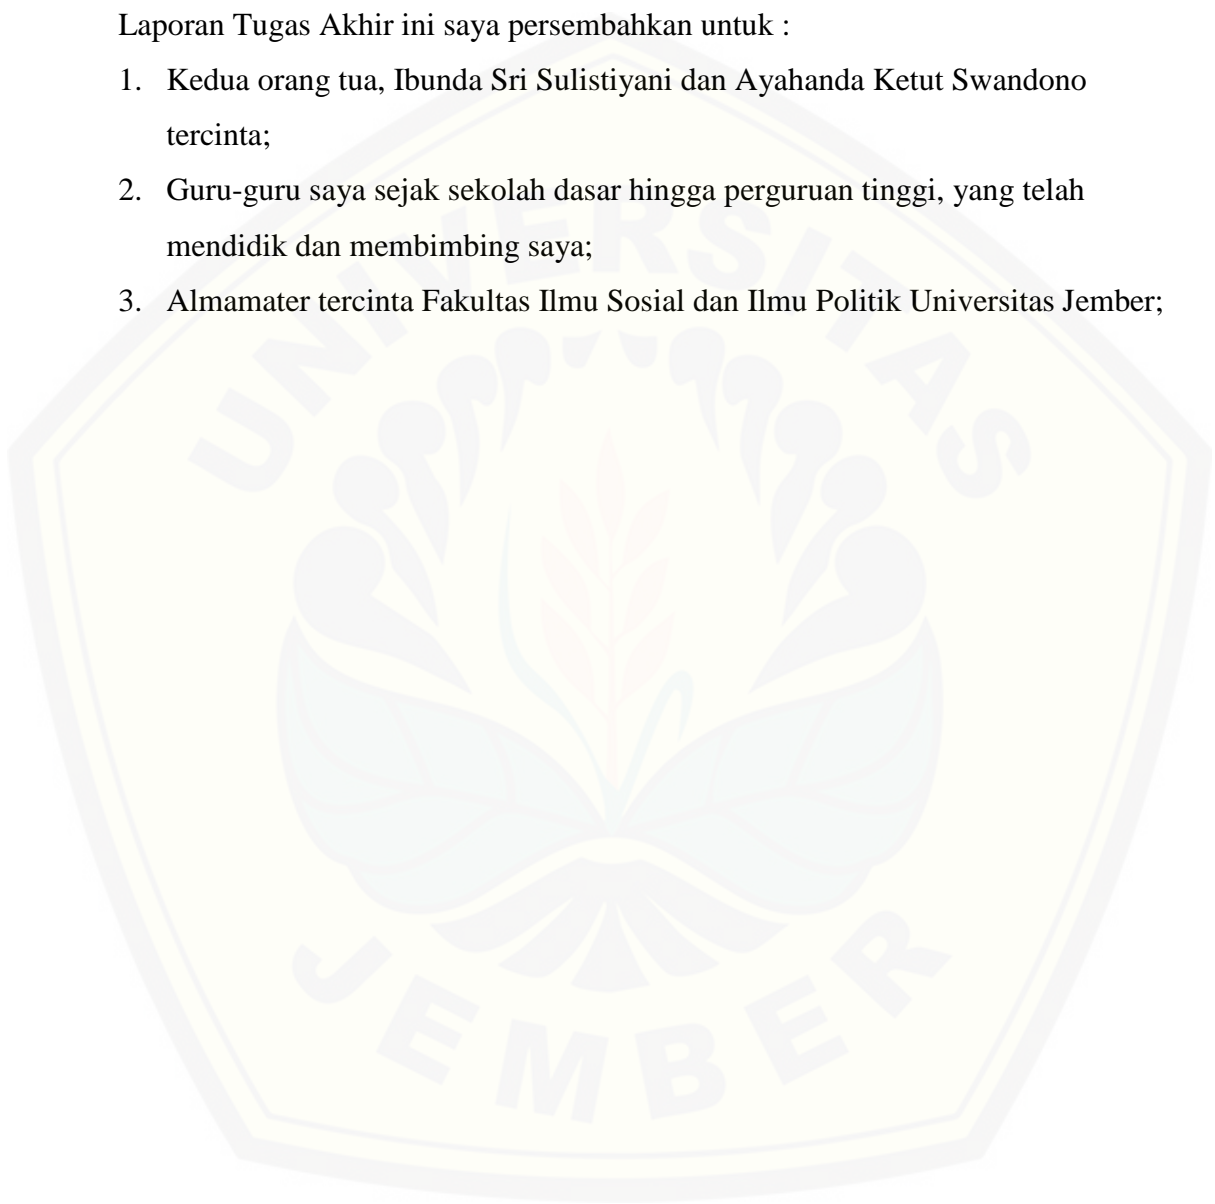 Laporan Tugas Akhir ini saya persembahkan untuk :
1. Kedua orang tua, Ibunda Sri Sulistiyani dan Ayahanda Ketut Swandono
tercinta;
2. Guru-guru saya sejak sekolah dasar hingga perguruan tinggi, yang telah
mendidik dan membimbing saya;
3. Almamater tercinta Fakultas Ilmu Sosial dan Ilmu Politik Universitas Jember;
UNIVERSITAS
JEMBER